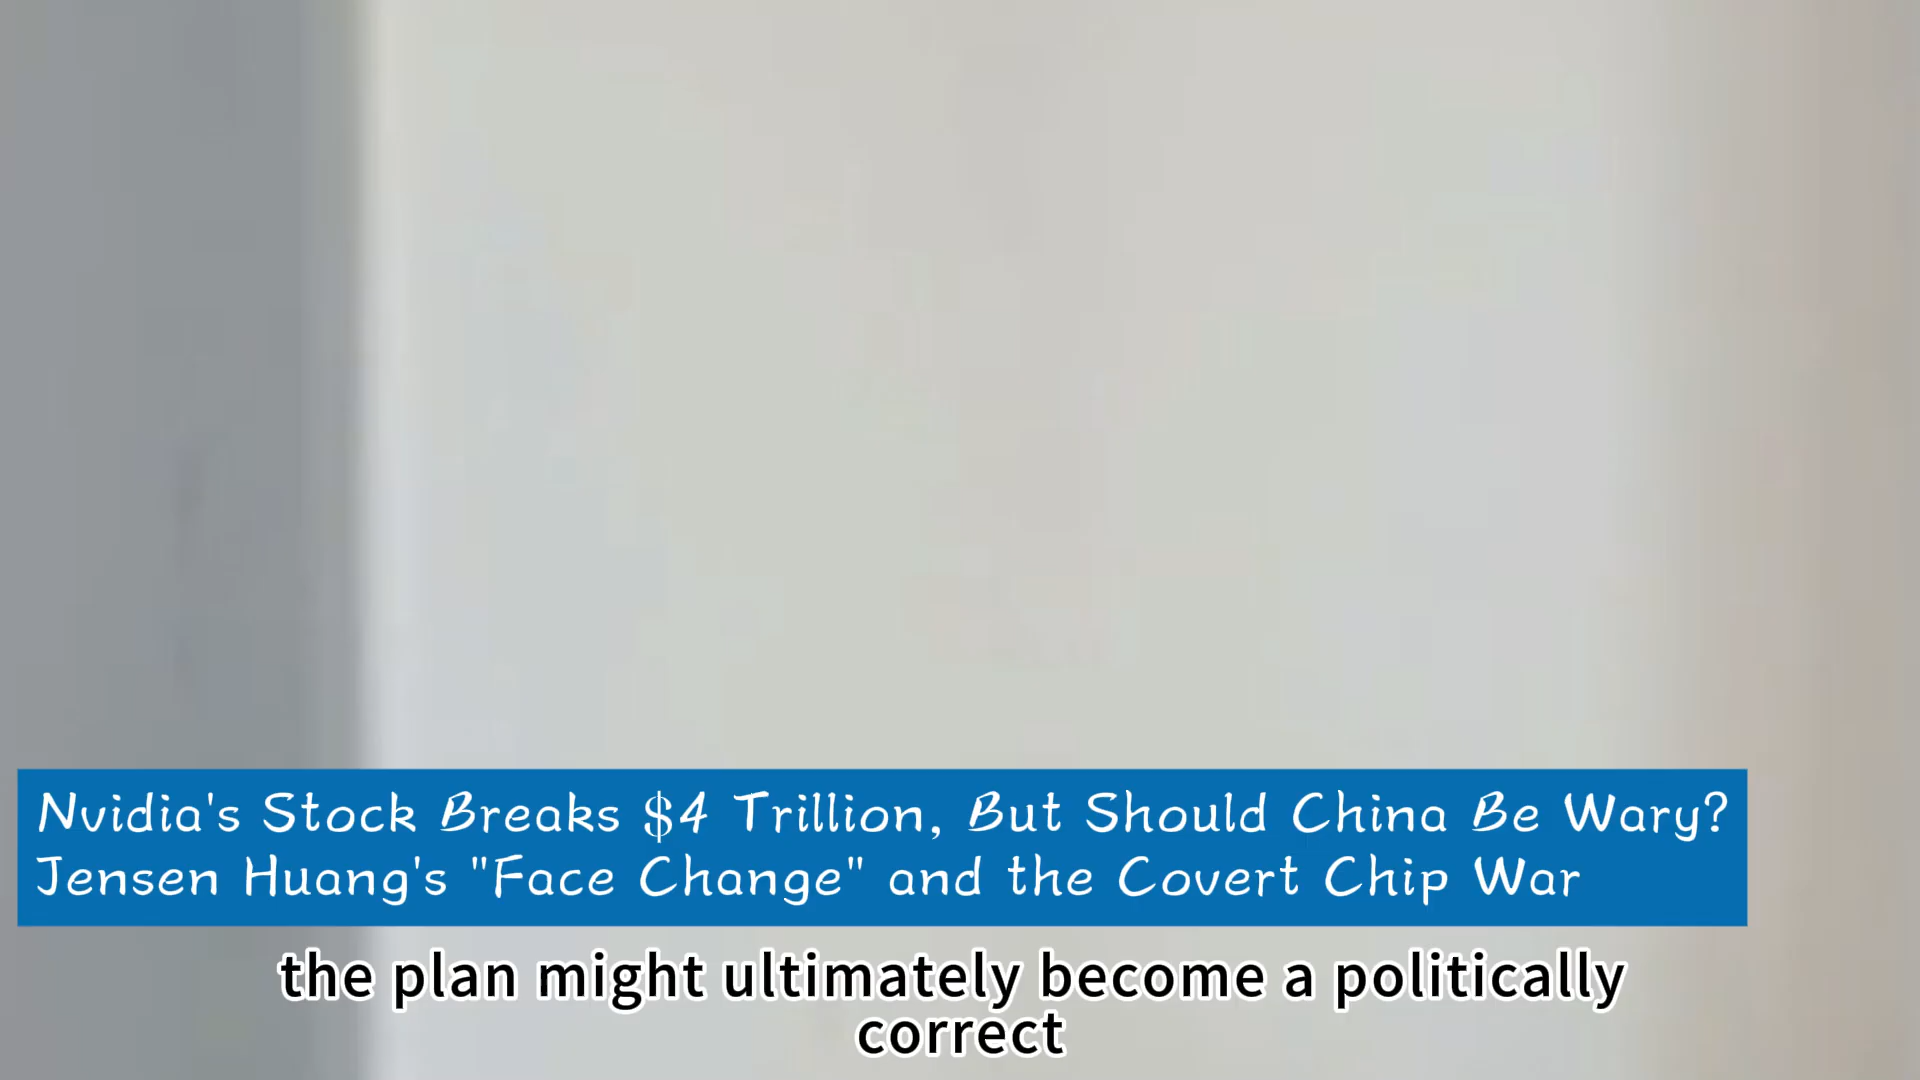 Nvidia's Stock Breaks $4 Trillion, But Should China Be Wary?
Jensen Huang's "Face Change" and the Covert Chip War
the plan might ultimately become a politically
correct